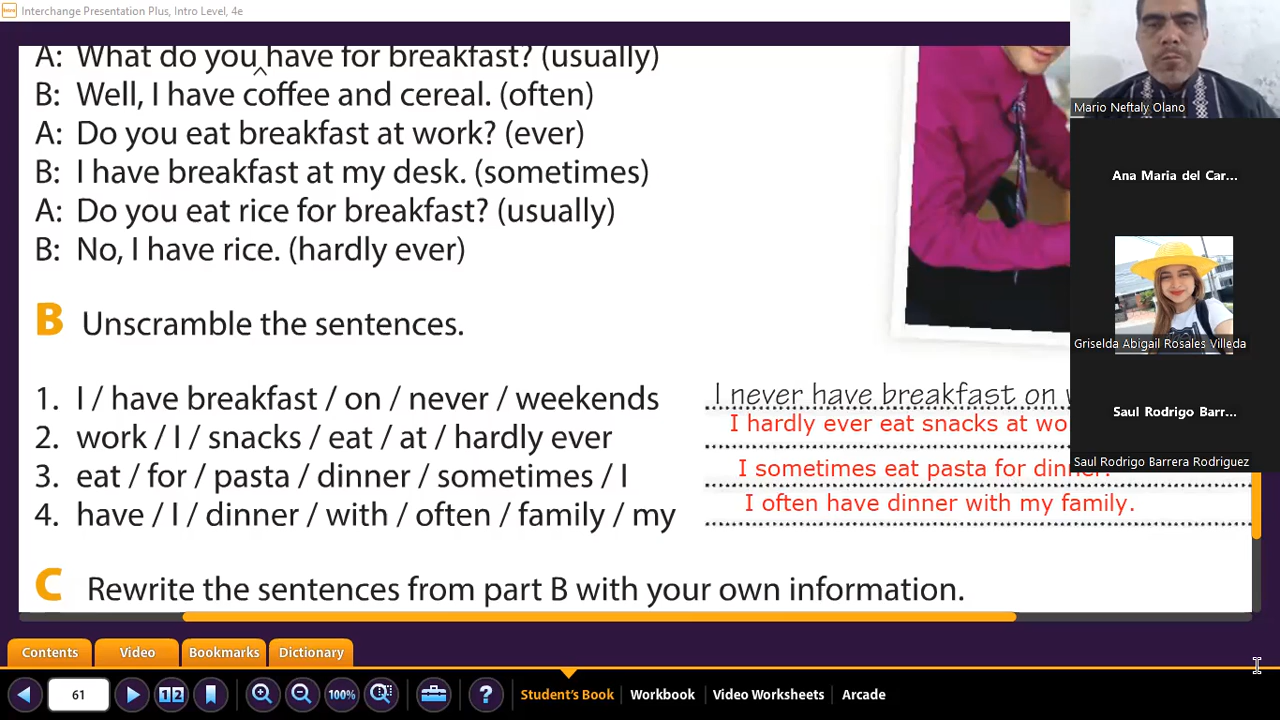 Interchange Presentation Plus, Intro Level, 4e
A: What do you have for breakfast? (usually)
^
B: Well, I have coffee and cereal. (often)
A: Do you eat breakfast at work? (ever)
B: I have breakfast at my desk. (sometimes)
A: Do you eat rice for breakfast? (usually)
B: No, I have rice. (hardly ever)
B Unscramble the sentences.
1. I / have breakfast / on / never / weekends
I never have breakfast on
2. work / I / snacks / eat / at / hardly ever
I hardly ever eat snacks at wo
3. eat / for / pasta / dinner / sometimes / I
I sometimes eat pasta for dinner.
4. have / I / dinner / with / often / family / my
I often have dinner with my family.
C Rewrite the sentences from part B with your own information.
Mario Neftaly Olano
Ana Maria del Car...
Griselda Abigail Rosales Villeda
Saul Rodrigo Barr...
Saul Rodrigo Barrera Rodriguez
Contents Video Bookmarks Dictionary
61 1 2 100% ? Student's Book Workbook Video Worksheets Arcade